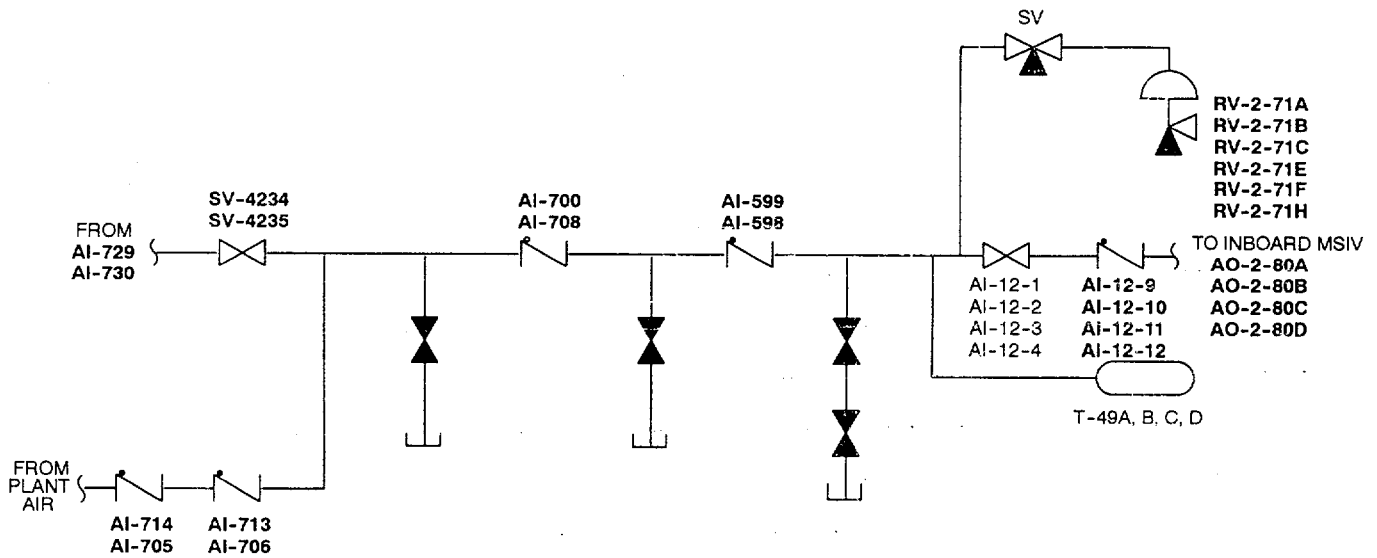 SV
RV-2-71A
RV-2-71B
RV-2-71C
RV-2-71E
RV-2-71F
RV-2-71H
SV-4234
SV-4235
FROM
AI-729
AI-730
AI-700
AI-708
AI-599
AI-598
AI-12-1
AI-12-2
AI-12-3
AI-12-4
AI-12-9
AI-12-10
AI-12-11
AI-12-12
TO INBOARD MSIV
AO-2-80A
AO-2-80B
AO-2-80C
AO-2-80D
T-49A, B, C, D
FROM
PLANT
AIR
AI-714
AI-705
AI-713
AI-706